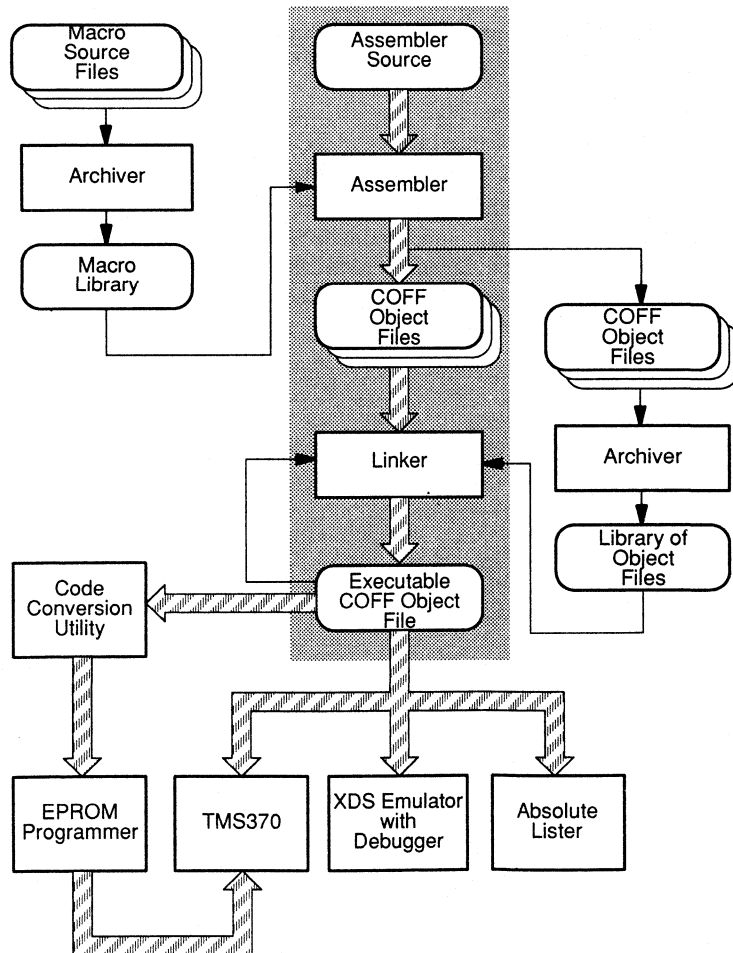 Macro
Source
Files
Assembler
Source
Archiver
Assembler
Macro
Library
COFF
Object
Files
COFF
Object
Files
Linker
Archiver
Library of
Object
Files
Executable
COFF Object
File
Code
Conversion
Utility
EPROM
Programmer
TMS370
XDS Emulator
with
Debugger
Absolute
Lister